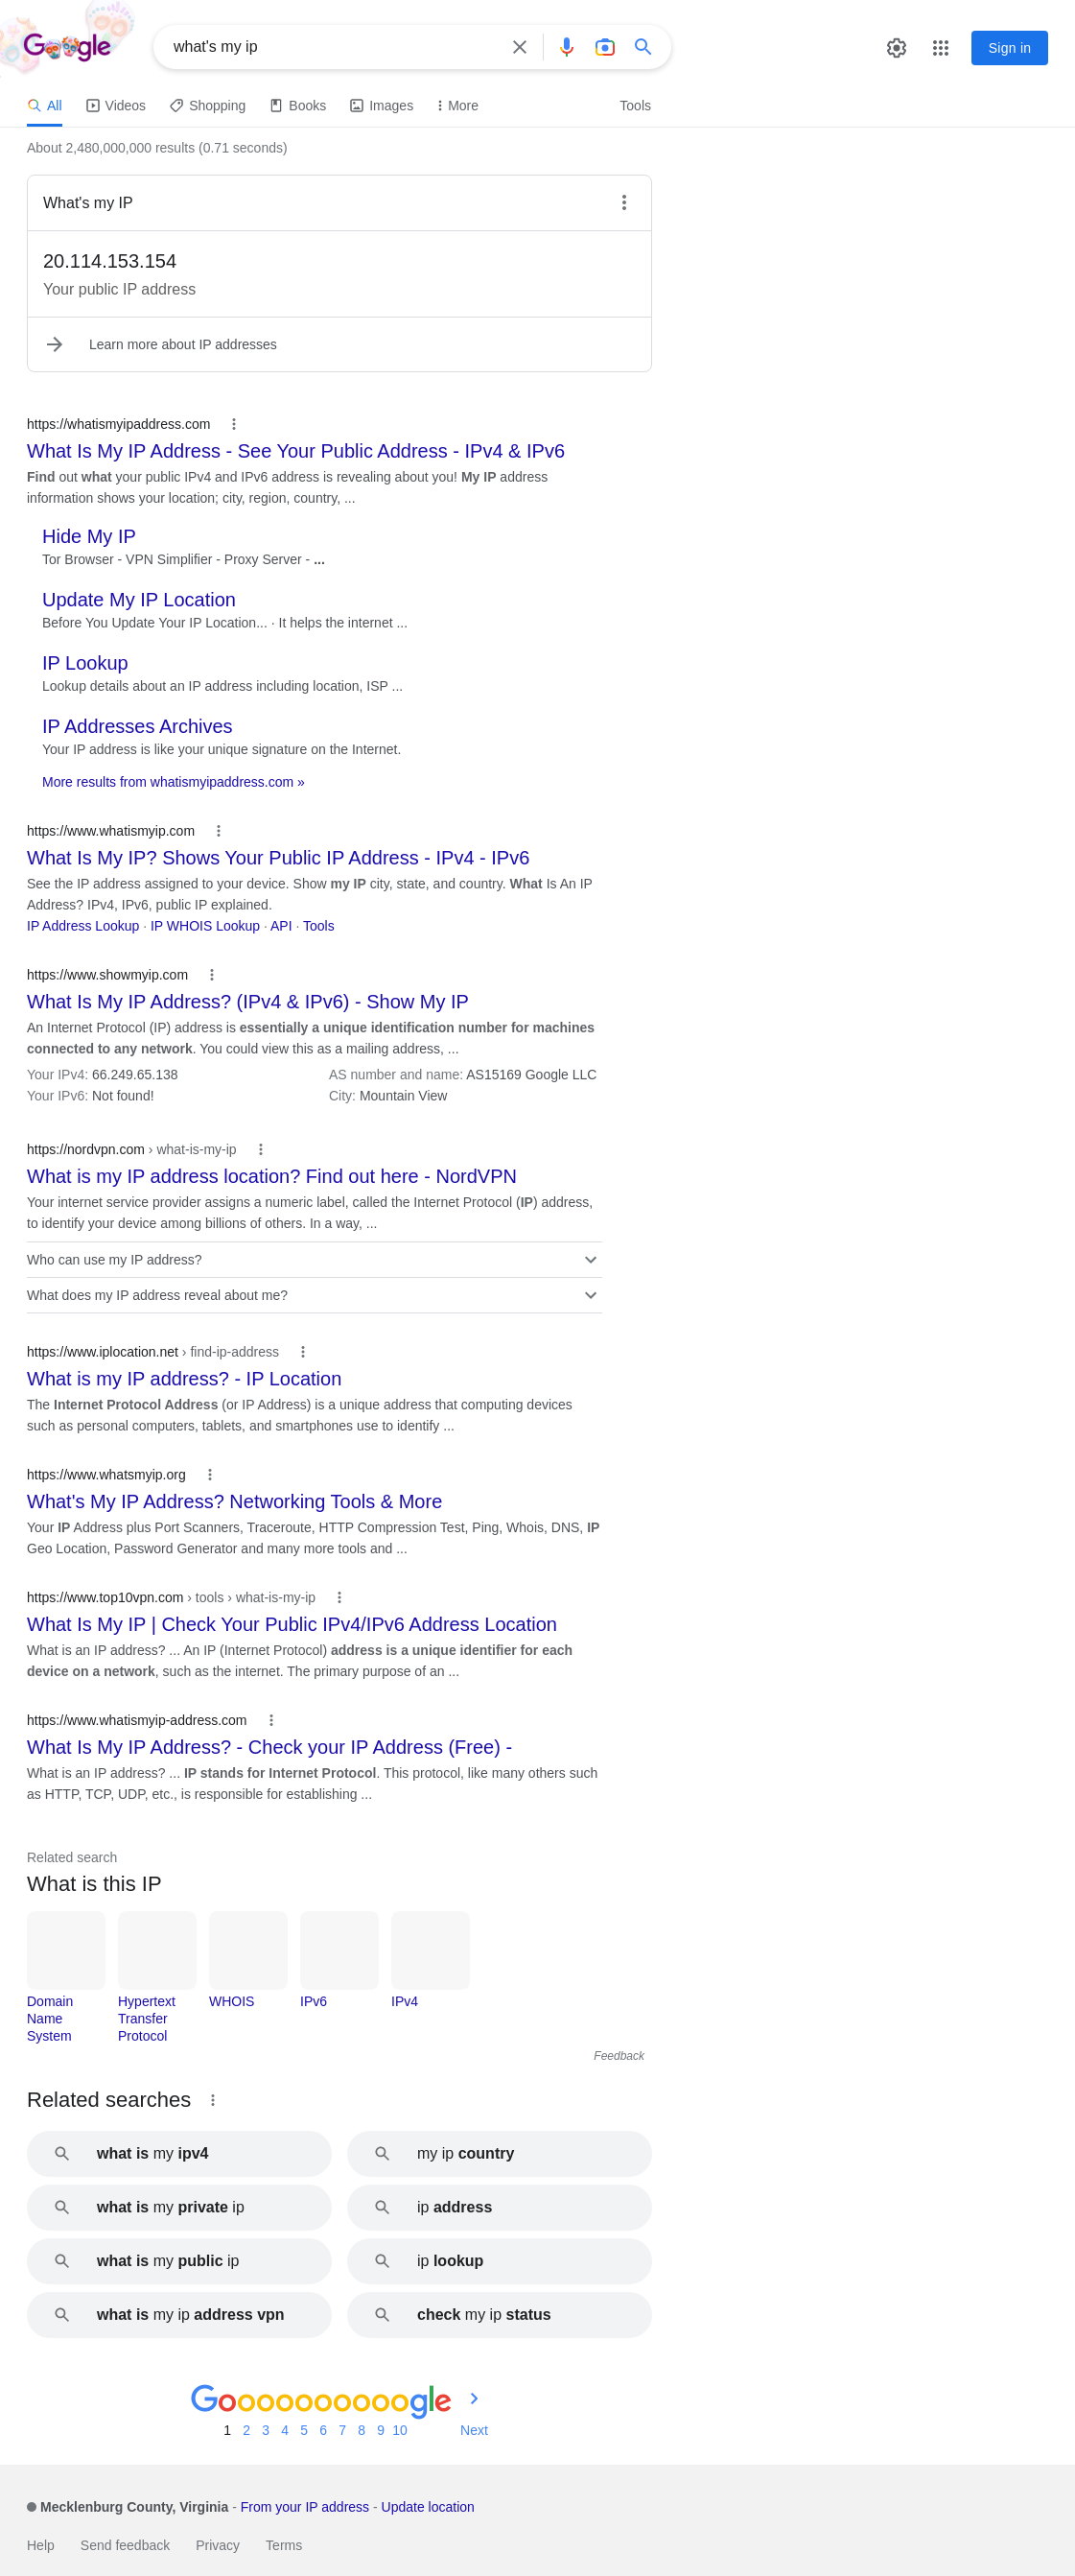 Google
what's my ip
Sign in
All Videos Shopping Books Images More Tools
About 2,480,000,000 results (0.71 seconds)
What's my IP
20.114.153.154
Your public IP address
Learn more about IP addresses
https://whatismyipaddress.com
What Is My IP Address - See Your Public Address - IPv4 & IPv6
Find out what your public IPv4 and IPv6 address is revealing about you! My IP address
information shows your location; city, region, country, ...
Hide My IP
Tor Browser - VPN Simplifier - Proxy Server - ...
Update My IP Location
Before You Update Your IP Location... · It helps the internet ...
IP Lookup
Lookup details about an IP address including location, ISP ...
IP Addresses Archives
Your IP address is like your unique signature on the Internet.
More results from whatismyipaddress.com »
https://www.whatismyip.com
What Is My IP? Shows Your Public IP Address - IPv4 - IPv6
See the IP address assigned to your device. Show my IP city, state, and country. What Is An IP
Address? IPv4, IPv6, public IP explained.
IP Address Lookup · IP WHOIS Lookup · API · Tools
https://www.showmyip.com
What Is My IP Address? (IPv4 & IPv6) - Show My IP
An Internet Protocol (IP) address is essentially a unique identification number for machines
connected to any network. You could view this as a mailing address, ...
Your IPv4: 66.249.65.138 AS number and name: AS15169 Google LLC
Your IPv6: Not found! City: Mountain View
https://nordvpn.com › what-is-my-ip
What is my IP address location? Find out here - NordVPN
Your internet service provider assigns a numeric label, called the Internet Protocol (IP) address,
to identify your device among billions of others. In a way, ...
Who can use my IP address?
What does my IP address reveal about me?
https://www.iplocation.net › find-ip-address
What is my IP address? - IP Location
The Internet Protocol Address (or IP Address) is a unique address that computing devices
such as personal computers, tablets, and smartphones use to identify ...
https://www.whatsmyip.org
What's My IP Address? Networking Tools & More
Your IP Address plus Port Scanners, Traceroute, HTTP Compression Test, Ping, Whois, DNS, IP
Geo Location, Password Generator and many more tools and ...
https://www.top10vpn.com › tools › what-is-my-ip
What Is My IP | Check Your Public IPv4/IPv6 Address Location
What is an IP address? ... An IP (Internet Protocol) address is a unique identifier for each
device on a network, such as the internet. The primary purpose of an ...
https://www.whatismyip-address.com
What Is My IP Address? - Check your IP Address (Free) -
What is an IP address? ... IP stands for Internet Protocol. This protocol, like many others such
as HTTP, TCP, UDP, etc., is responsible for establishing ...
Related search
What is this IP
Domain Hypertext WHOIS IPv6 IPv4
Name Transfer
System Protocol
Feedback
Related searches
what is my ipv4 my ip country
what is my private ip ip address
what is my public ip ip lookup
what is my ip address vpn check my ip status
Goooooooooogle
1 2 3 4 5 6 7 8 9 10 Next
Mecklenburg County, Virginia - From your IP address - Update location
Help Send feedback Privacy Terms